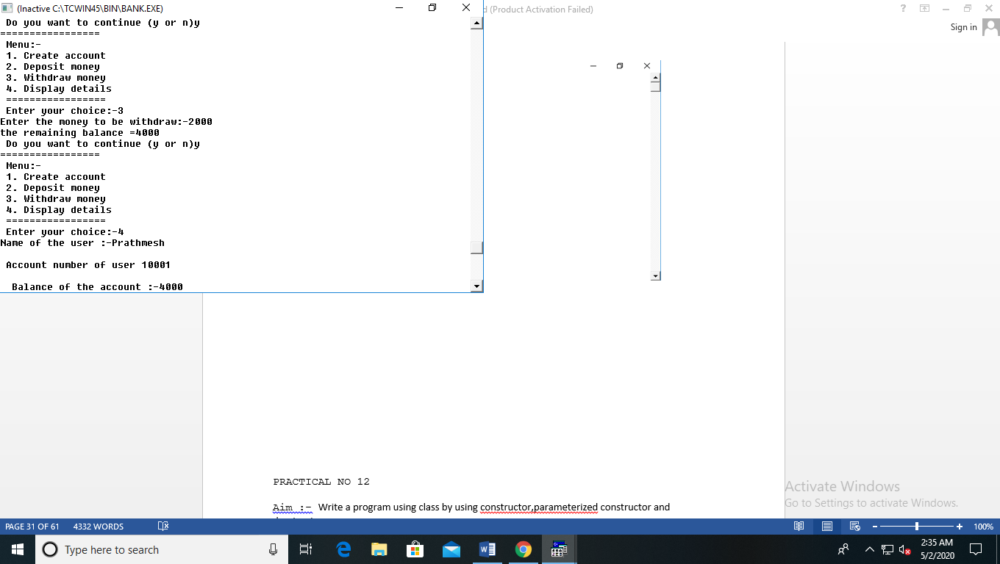 (Inactive C:\TCWIN45\BIN\BANK.EXE)
d (Product Activation Failed)
Sign in
Do you want to continue (y or n)y
=================
Menu:-
1. Create account
2. Deposit money
3. Withdraw money
4. Display details
=================
Enter your choice:-3
Enter the money to be withdraw:-2000
the remaining balance =4000
Do you want to continue (y or n)y
=================
Menu:-
1. Create account
2. Deposit money
3. Withdraw money
4. Display details
=================
Enter your choice:-4
Name of the user :-Prathmesh
Account number of user 10001
Balance of the account :-4000
PRACTICAL NO 12
Aim :- Write a program using class by using constructor,parameterized constructor and
Activate Windows
Go to Settings to activate Windows.
PAGE 31 OF 61 4332 WORDS 100%
Type here to search
2:35 AM
5/2/2020